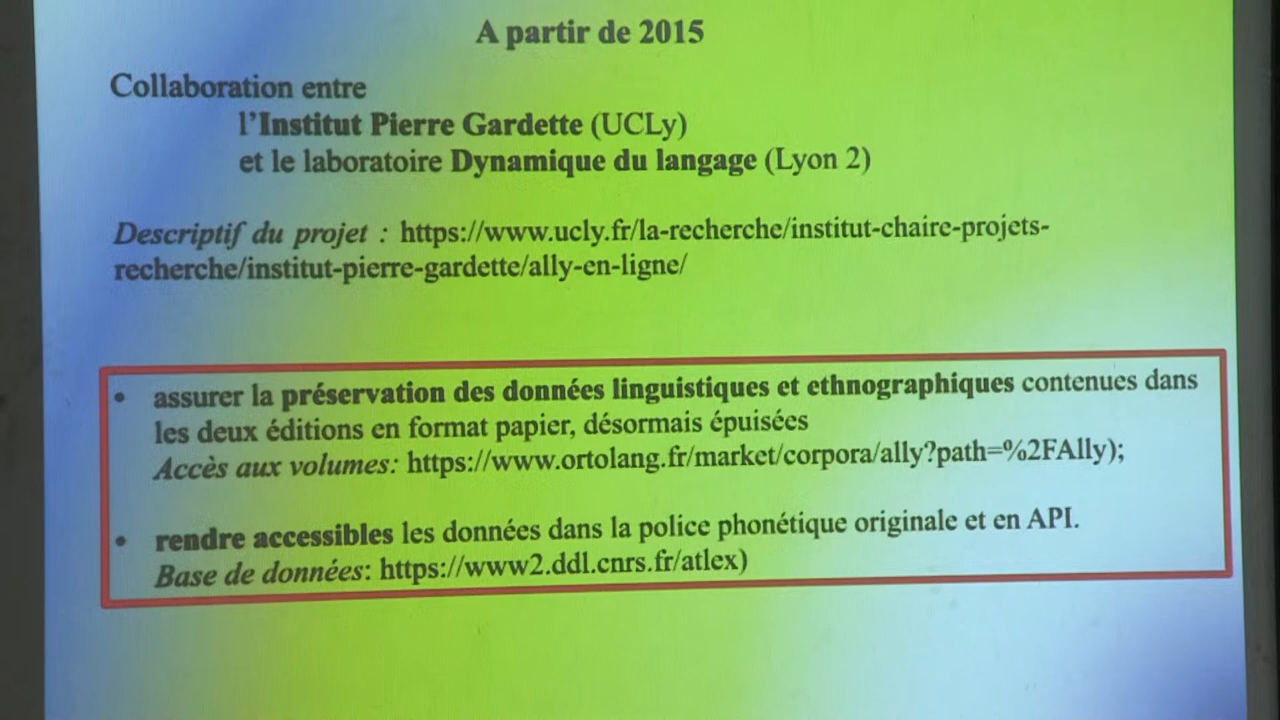 A partir de 2015
Collaboration entre
l'Institut Pierre Gardette (UCLy)
et le laboratoire Dynamique du langage (Lyon 2)
Descriptif du projet : https://www.ucly.fr/la-recherche/institut-chaire-projets-
recherche/institut-pierre-gardette/ally-en-ligne/
• assurer la préservation des données linguistiques et ethnographiques contenues dans
les deux éditions en format papier, désormais épuisées
Accès aux volumes: https://www.ortolang.fr/market/corpora/ally?path=%2FAlly);
• rendre accessibles les données dans la police phonétique originale et en API.
Base de données: https://www2.ddl.cnrs.fr/atlex)